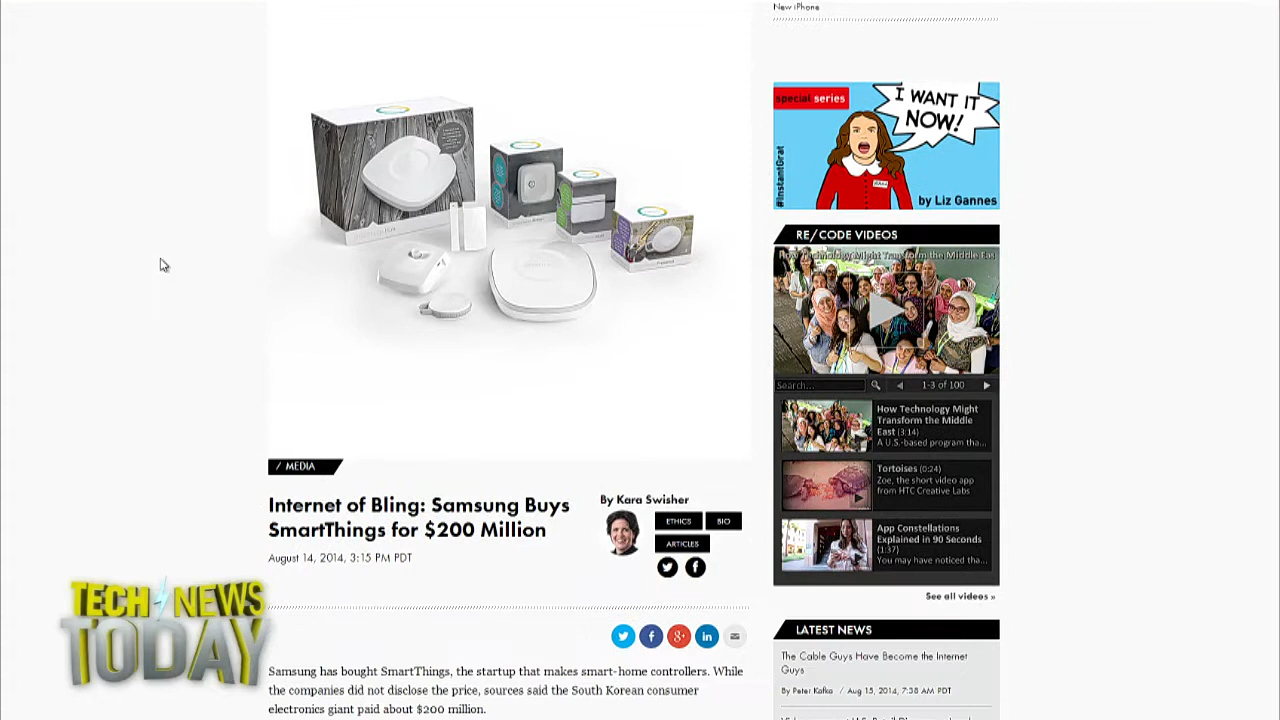 New iPhone
special series
I WANT IT
NOW!
#InstantGrat
by Liz Gannes
RE/CODE VIDEOS
How Technology Might Transform the Middle Eas
Search...
1-3 of 100
How Technology Might
Transform the Middle
East (3:14)
A U.S.-based program tha...
Tortoises (0:24)
Zoe, the short video app
from HTC Creative Labs
App Constellations
Explained in 90 Seconds
(1:37)
You may have noticed tha...
See all videos »
LATEST NEWS
The Cable Guys Have Become the Internet
Guys
By Peter Kafka / Aug 15, 2014, 7:38 AM PDT
/ MEDIA
Internet of Bling: Samsung Buys
SmartThings for $200 Million
August 14, 2014, 3:15 PM PDT
By Kara Swisher
ETHICS
BIO
ARTICLES
Samsung has bought SmartThings, the startup that makes smart-home controllers. While
the companies did not disclose the price, sources said the South Korean consumer
electronics giant paid about $200 million.
TECH NEWS
TODAY